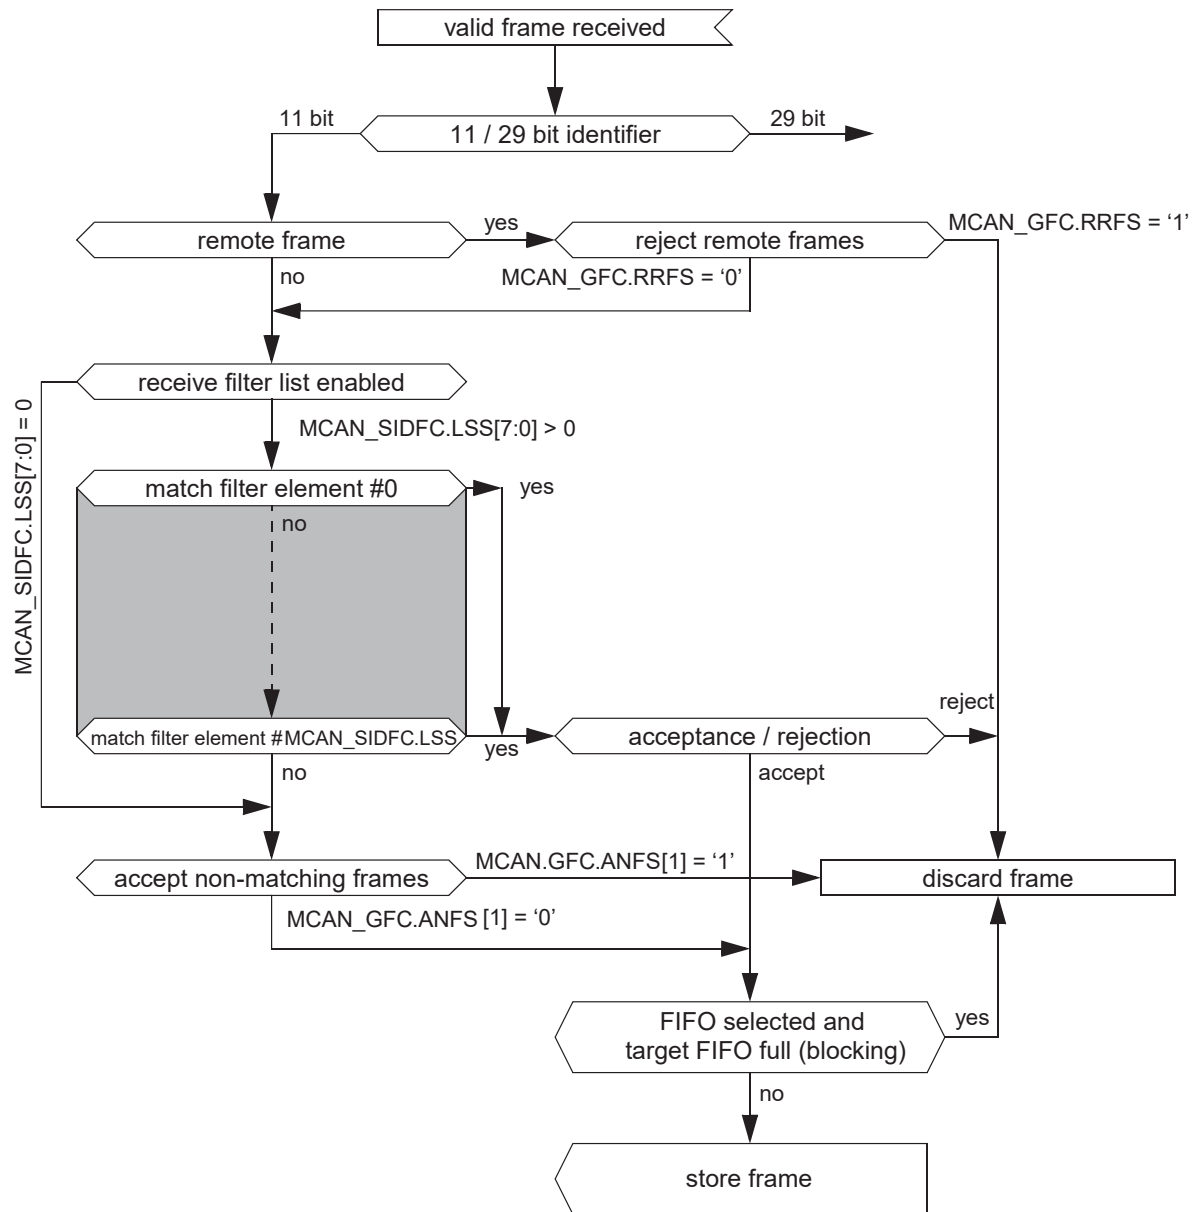 valid frame received
11 bit
11 / 29 bit identifier
29 bit
remote frame
yes
reject remote frames
MCAN_GFC.RRFS = ‘1’
no
MCAN_GFC.RRFS = ‘0’
receive filter list enabled
MCAN_SIDFC.LSS[7:0] = 0
MCAN_SIDFC.LSS[7:0] > 0
match filter element #0
yes
no
reject
match filter element #MCAN_SIDFC.LSS
yes
acceptance / rejection
no
accept
accept non-matching frames
MCAN.GFC.ANFS[1] = ‘1’
discard frame
MCAN_GFC.ANFS [1] = ‘0’
FIFO selected and
target FIFO full (blocking)
yes
no
store frame